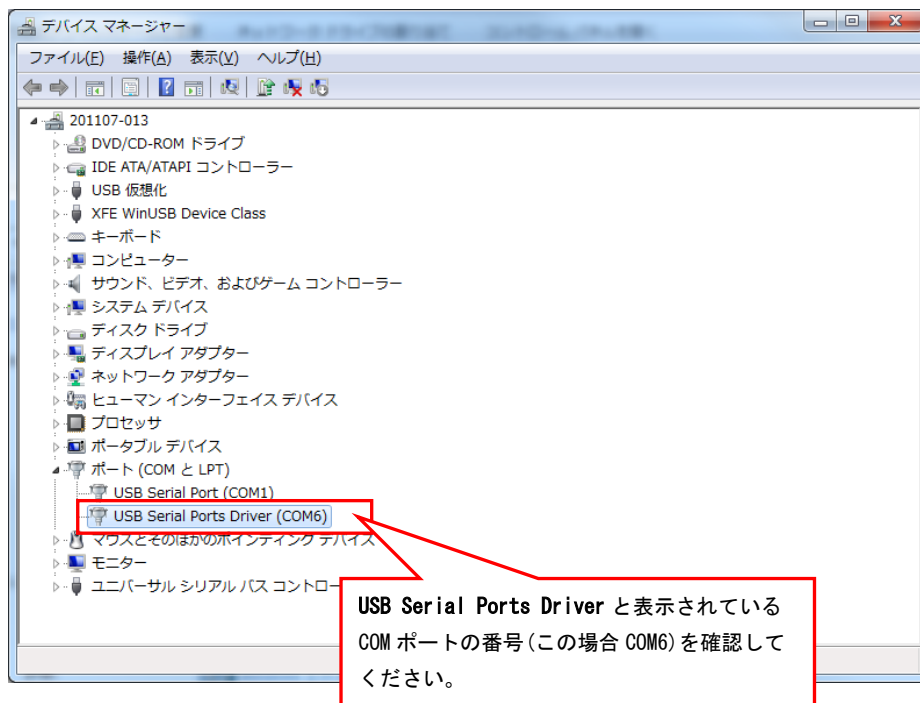 デバイス マネージャー
ファイル(F) 操作(A) 表示(V) ヘルプ(H)
201107-013
DVD/CD-ROM ドライブ
IDE ATA/ATAPI コントローラー
USB 仮想化
XFE WinUSB Device Class
キーボード
コンピューター
サウンド、ビデオ、およびゲーム コントローラー
システム デバイス
ディスク ドライブ
ディスプレイ アダプター
ネットワーク アダプター
ヒューマン インターフェイス デバイス
プロセッサ
ポータブル デバイス
ポート (COM と LPT)
USB Serial Port (COM1)
USB Serial Ports Driver (COM6)
マウスとそのほかのポインティング デバイス
モニター
ユニバーサル シリアル バス コントロー
USB Serial Ports Driver と表示されている
COM ポートの番号(この場合 COM6)を確認して
ください。